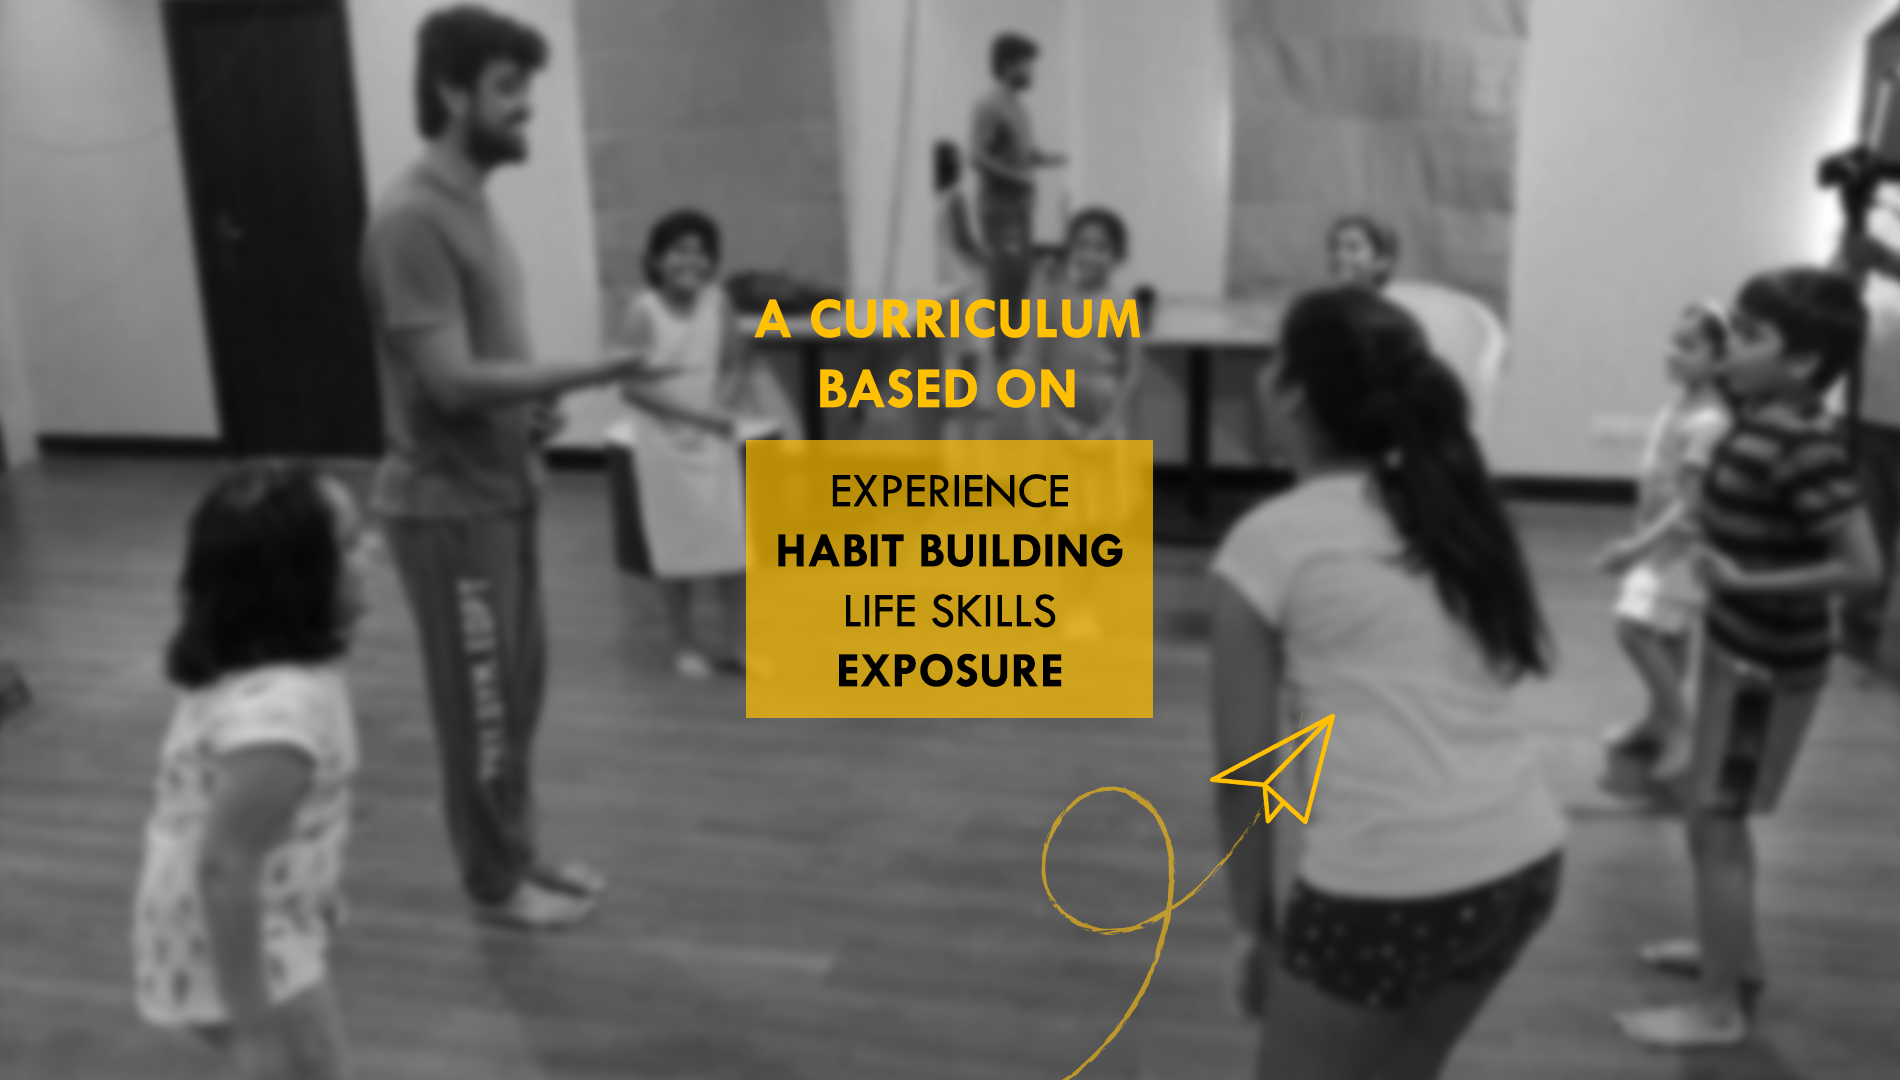 A CURRICULUM
BASED ON
EXPERIENCE
HABIT BUILDING
LIFE SKILLS
EXPOSURE